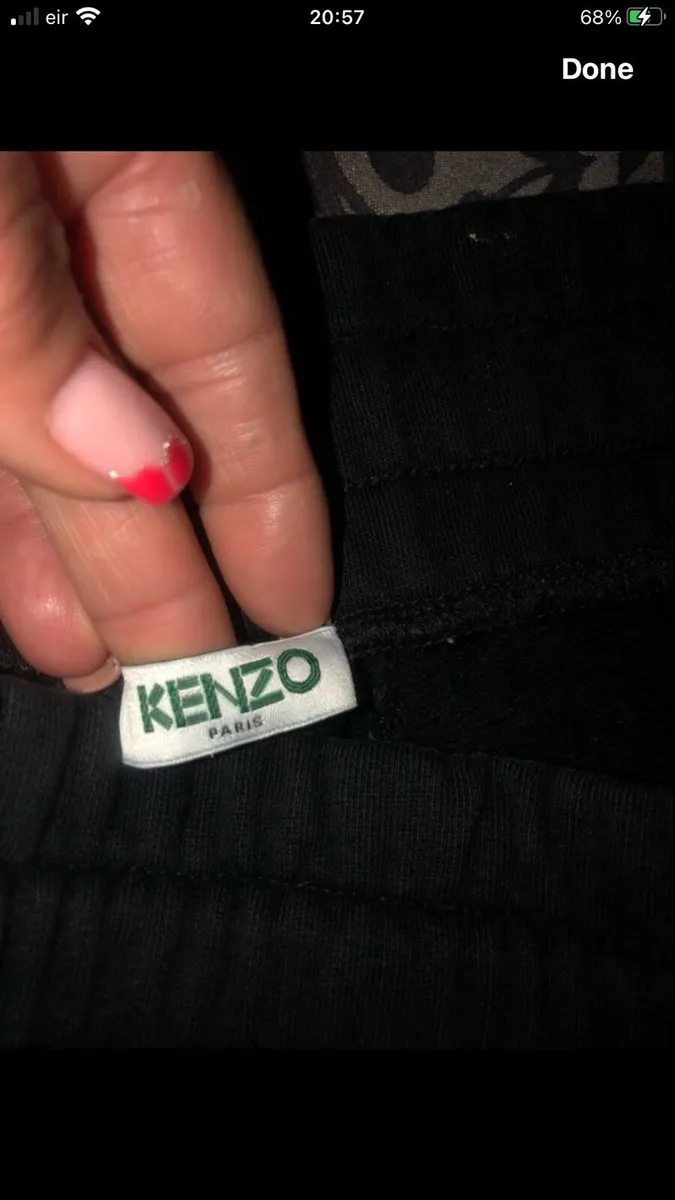 eir
20:57
68%
Done
KENZO
PARIS